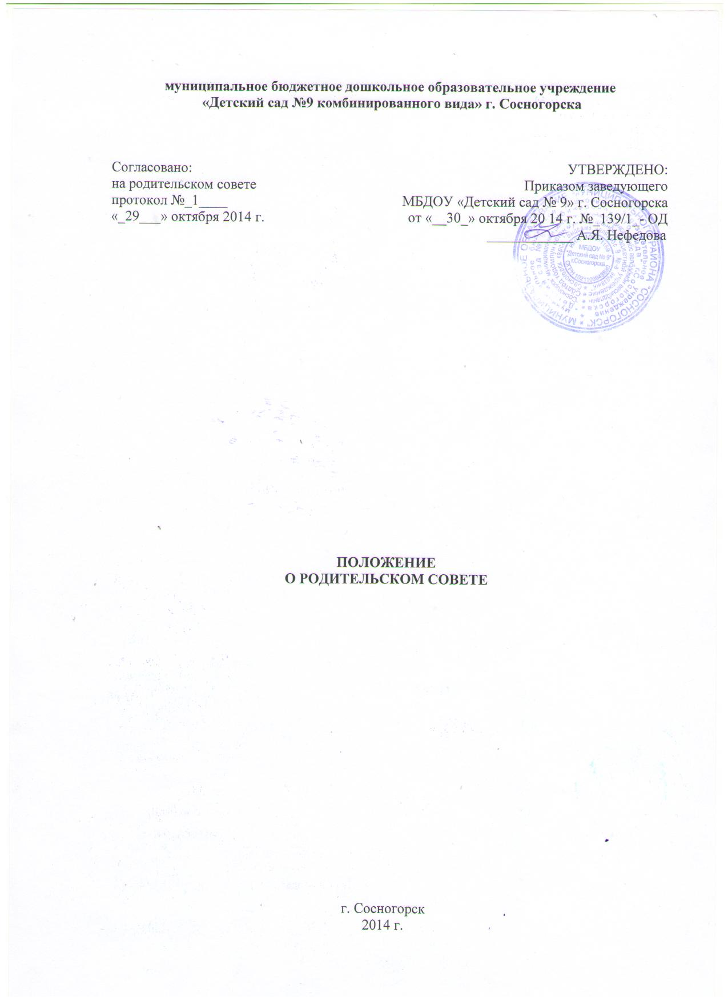 муниципальное бюджетное дошкольное образовательное учреждение
«Детский сад №9 комбинированного вида» г. Сосногорска
Согласовано:
на родительском совете
протокол №_1____
«_29___» октября 2014 г.
УТВЕРЖДЕНО:
Приказом заведующего
МБДОУ «Детский сад № 9» г. Сосногорска
от «__30_» октября 20 14 г. №_139/1_- ОД
____________ А.Я. Нефедова
МБДОУ
"Детский сад № 9"
г.Сосногорска
ПОЛОЖЕНИЕ
О РОДИТЕЛЬСКОМ СОВЕТЕ
г. Сосногорск
2014 г.